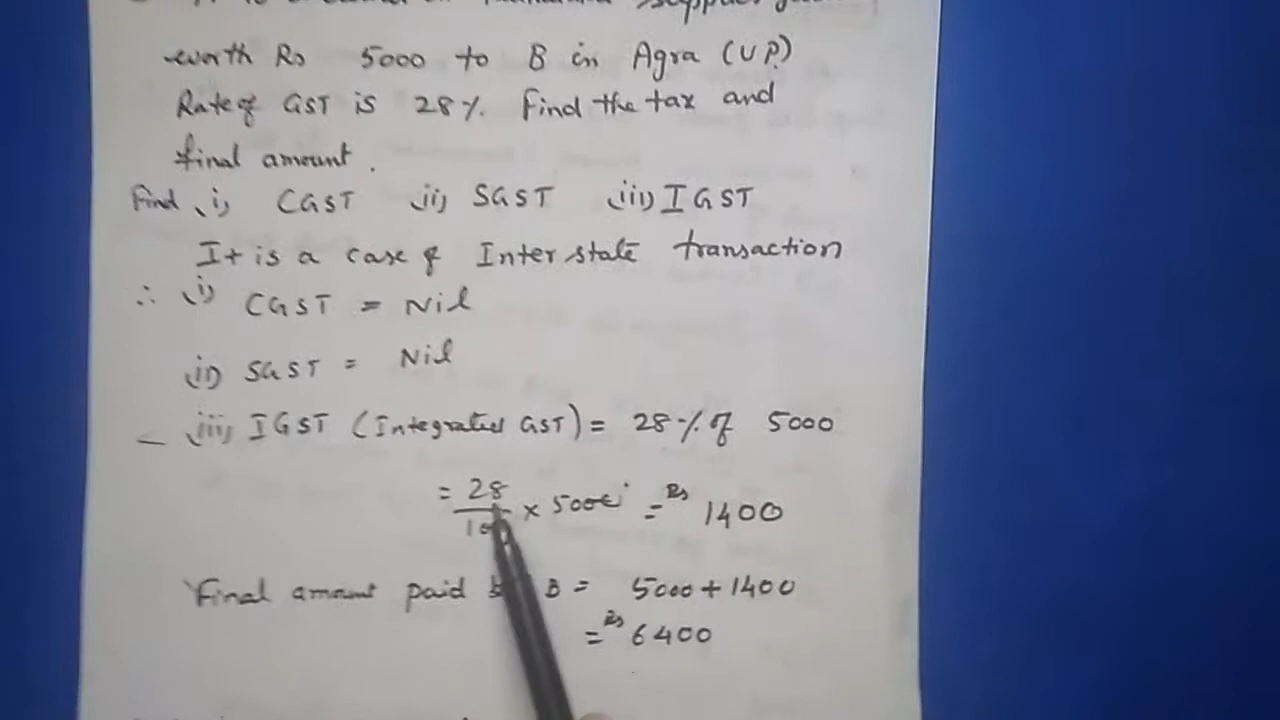 supplies
worth Rs 5000 to B in Agra (U.P.)
Rate of GST is 28%. Find the tax and
final amount.
Find i) CGST ii) SGST iii) IGST
It is a case of Inter state transaction
∴ i) CGST = Nil
ii) SGST = Nil
iii) IGST (Integrated GST) = 28% of 5000
= 28/100 × 5000 = Rs 1400
Final amount paid by B = 5000 + 1400
= Rs 6400